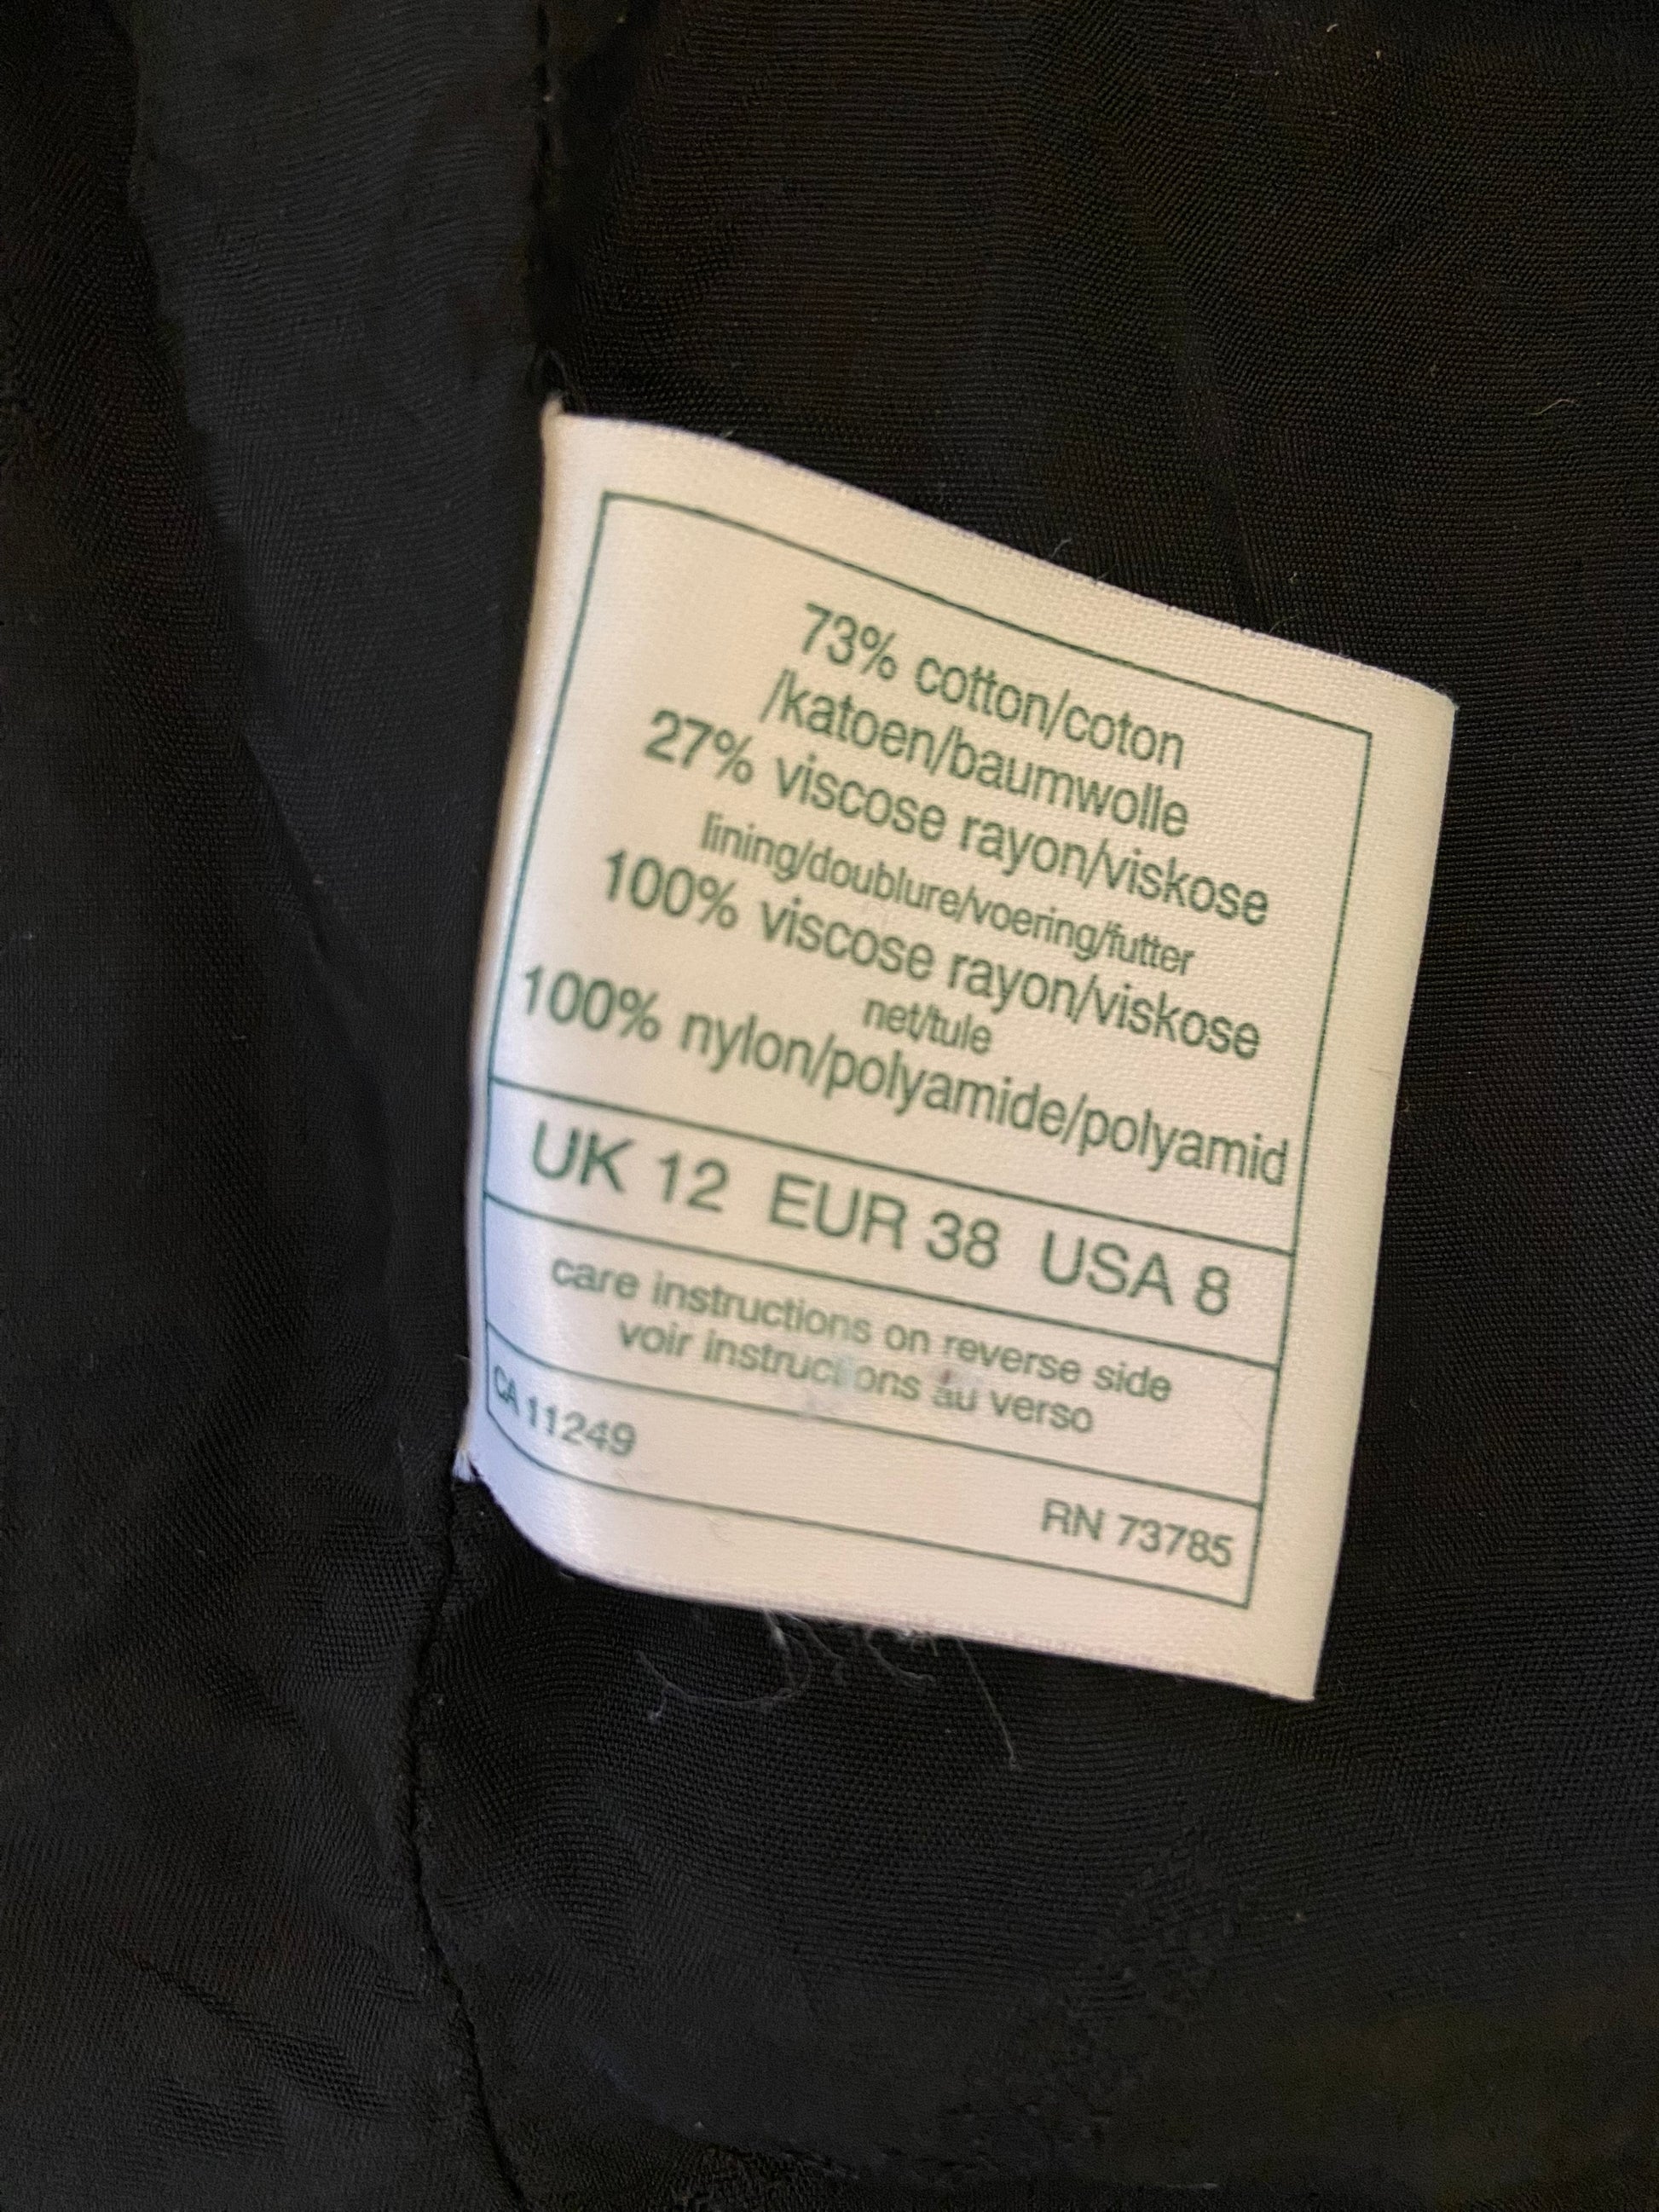 73% cotton/coton
/katoen/baumwolle
27% viscose rayon/viskose
lining/doublure/voering/futter
100% viscose rayon/viskose
net/tule
100% nylon/polyamide/polyamid
UK 12 EUR 38 USA 8
care instructions on reverse side
voir instructions au verso
CA 11249
RN 73785